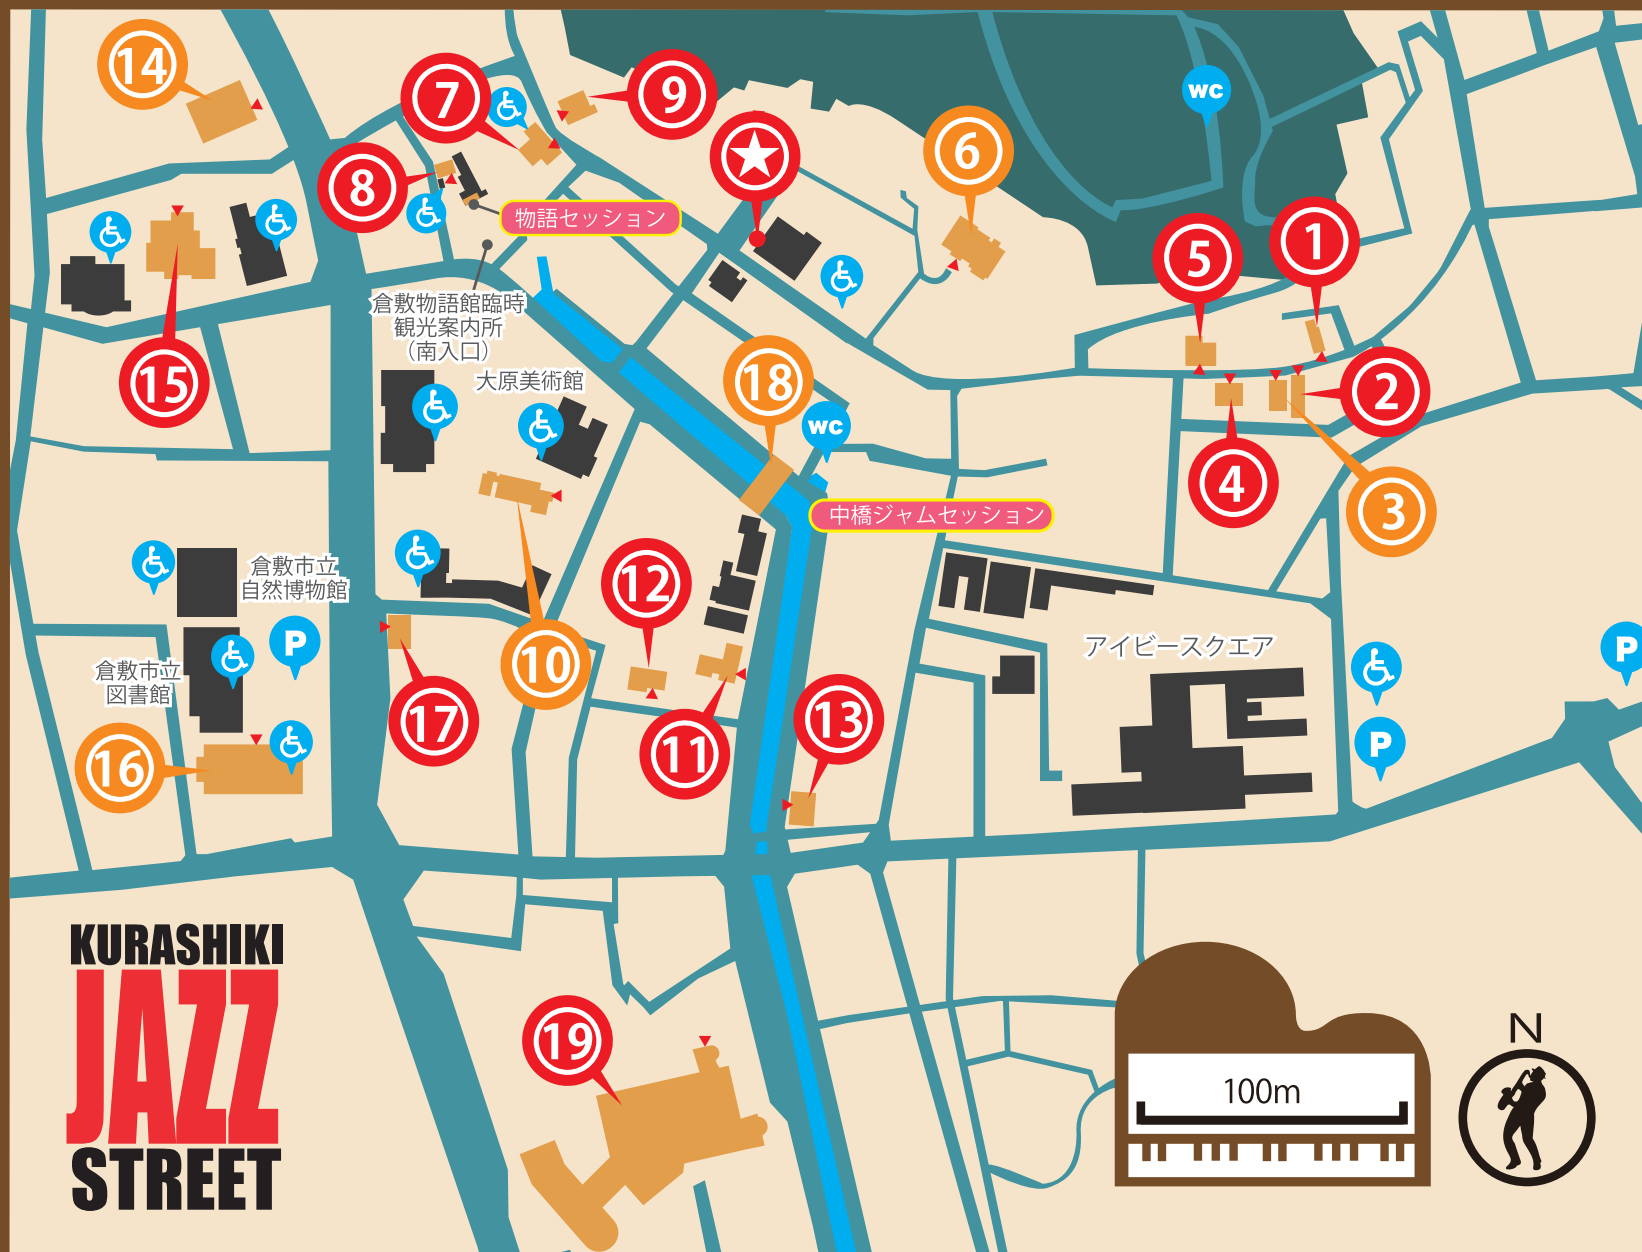 14
7
9
WC
6
8
物語セッション
1
5
倉敷物語館臨時
観光案内所
(南入口)
大原美術館
15
18
2
WC
4
3
中橋ジャムセッション
倉敷市立
自然博物館
12
P
アイビースクエア
P
倉敷市立
図書館
10
17
13
11
16
P
KURASHIKI
JAZZ
STREET
19
N
100m